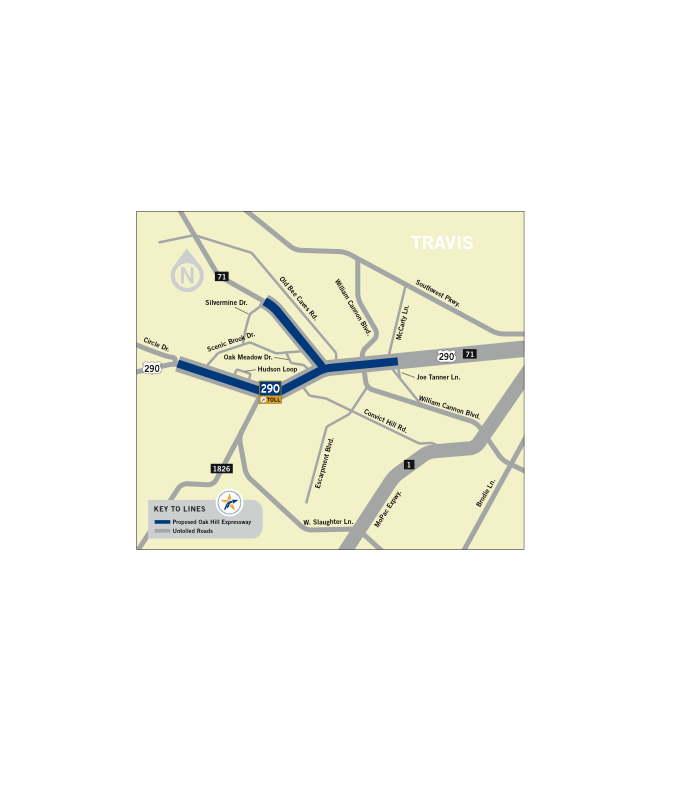 TRAVIS
N
71
Old Bee Caves Rd.
William Cannon Blvd.
Southwest Pkwy.
Silvermine Dr.
McCarty Ln.
Scenic Brook Dr.
Circle Dr.
Oak Meadow Dr.
290
71
290
Hudson Loop
Joe Tanner Ln.
290
TOLL
William Cannon Blvd.
Convict Hill Rd.
Escarpment Blvd.
1826
1
Brodie Ln.
MoPac Expwy.
W. Slaughter Ln.
KEY TO LINES
Proposed Oak Hill Expressway
Untolled Roads